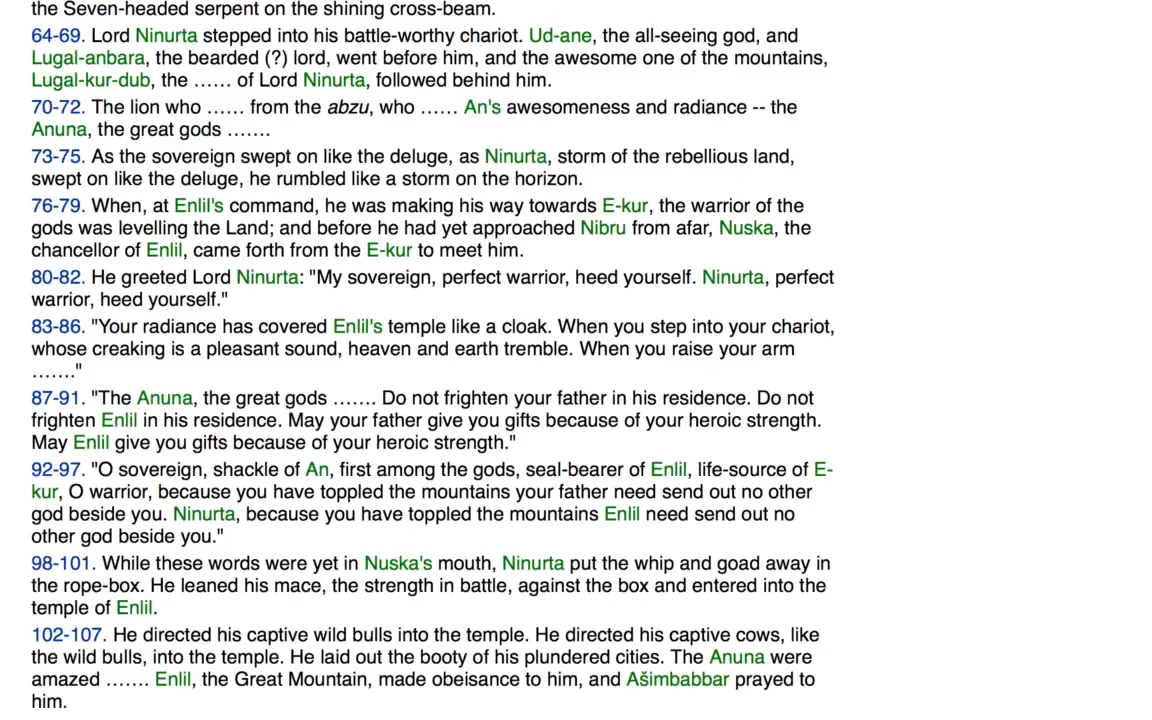 the Seven-headed serpent on the shining cross-beam.
64-69. Lord Ninurta stepped into his battle-worthy chariot. Ud-ane, the all-seeing god, and
Lugal-anbara, the bearded (?) lord, went before him, and the awesome one of the mountains,
Lugal-kur-dub, the ...... of Lord Ninurta, followed behind him.
70-72. The lion who ...... from the abzu, who ...... An's awesomeness and radiance -- the
Anuna, the great gods .......
73-75. As the sovereign swept on like the deluge, as Ninurta, storm of the rebellious land,
swept on like the deluge, he rumbled like a storm on the horizon.
76-79. When, at Enlil's command, he was making his way towards E-kur, the warrior of the
gods was levelling the Land; and before he had yet approached Nibru from afar, Nuska, the
chancellor of Enlil, came forth from the E-kur to meet him.
80-82. He greeted Lord Ninurta: "My sovereign, perfect warrior, heed yourself. Ninurta, perfect
warrior, heed yourself."
83-86. "Your radiance has covered Enlil's temple like a cloak. When you step into your chariot,
whose creaking is a pleasant sound, heaven and earth tremble. When you raise your arm
......."
87-91. "The Anuna, the great gods ....... Do not frighten your father in his residence. Do not
frighten Enlil in his residence. May your father give you gifts because of your heroic strength.
May Enlil give you gifts because of your heroic strength."
92-97. "O sovereign, shackle of An, first among the gods, seal-bearer of Enlil, life-source of E-
kur, O warrior, because you have toppled the mountains your father need send out no other
god beside you. Ninurta, because you have toppled the mountains Enlil need send out no
other god beside you."
98-101. While these words were yet in Nuska's mouth, Ninurta put the whip and goad away in
the rope-box. He leaned his mace, the strength in battle, against the box and entered into the
temple of Enlil.
102-107. He directed his captive wild bulls into the temple. He directed his captive cows, like
the wild bulls, into the temple. He laid out the booty of his plundered cities. The Anuna were
amazed ....... Enlil, the Great Mountain, made obeisance to him, and Ašimbabbar prayed to
him.